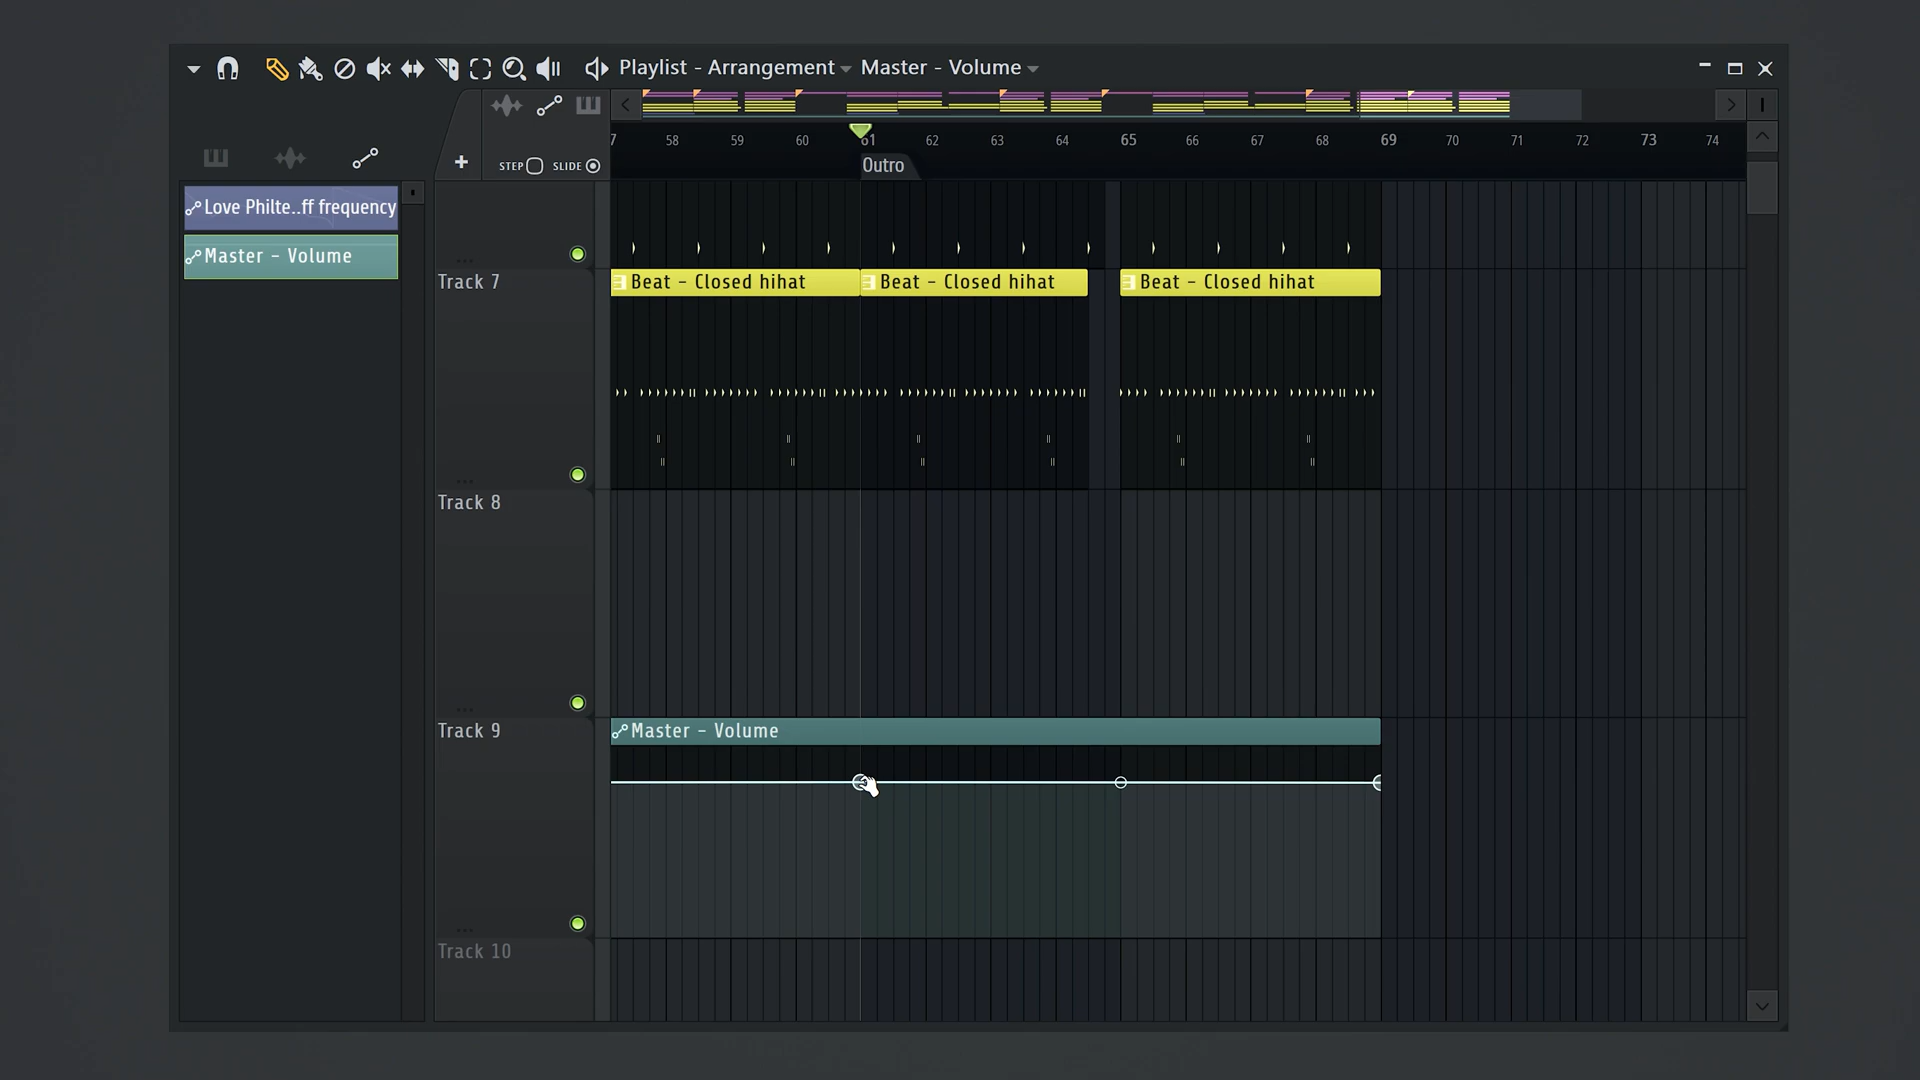 Playlist - Arrangement Master - Volume
STEP SLIDE
7 58 59 60 61 62 63 64 65 66 67 68 69 70 71 72 73 74
Outro
Love Philte..ff frequency
Master - Volume
Track 7
Beat - Closed hihat
Beat - Closed hihat
Beat - Closed hihat
Track 8
Track 9
Master - Volume
Track 10